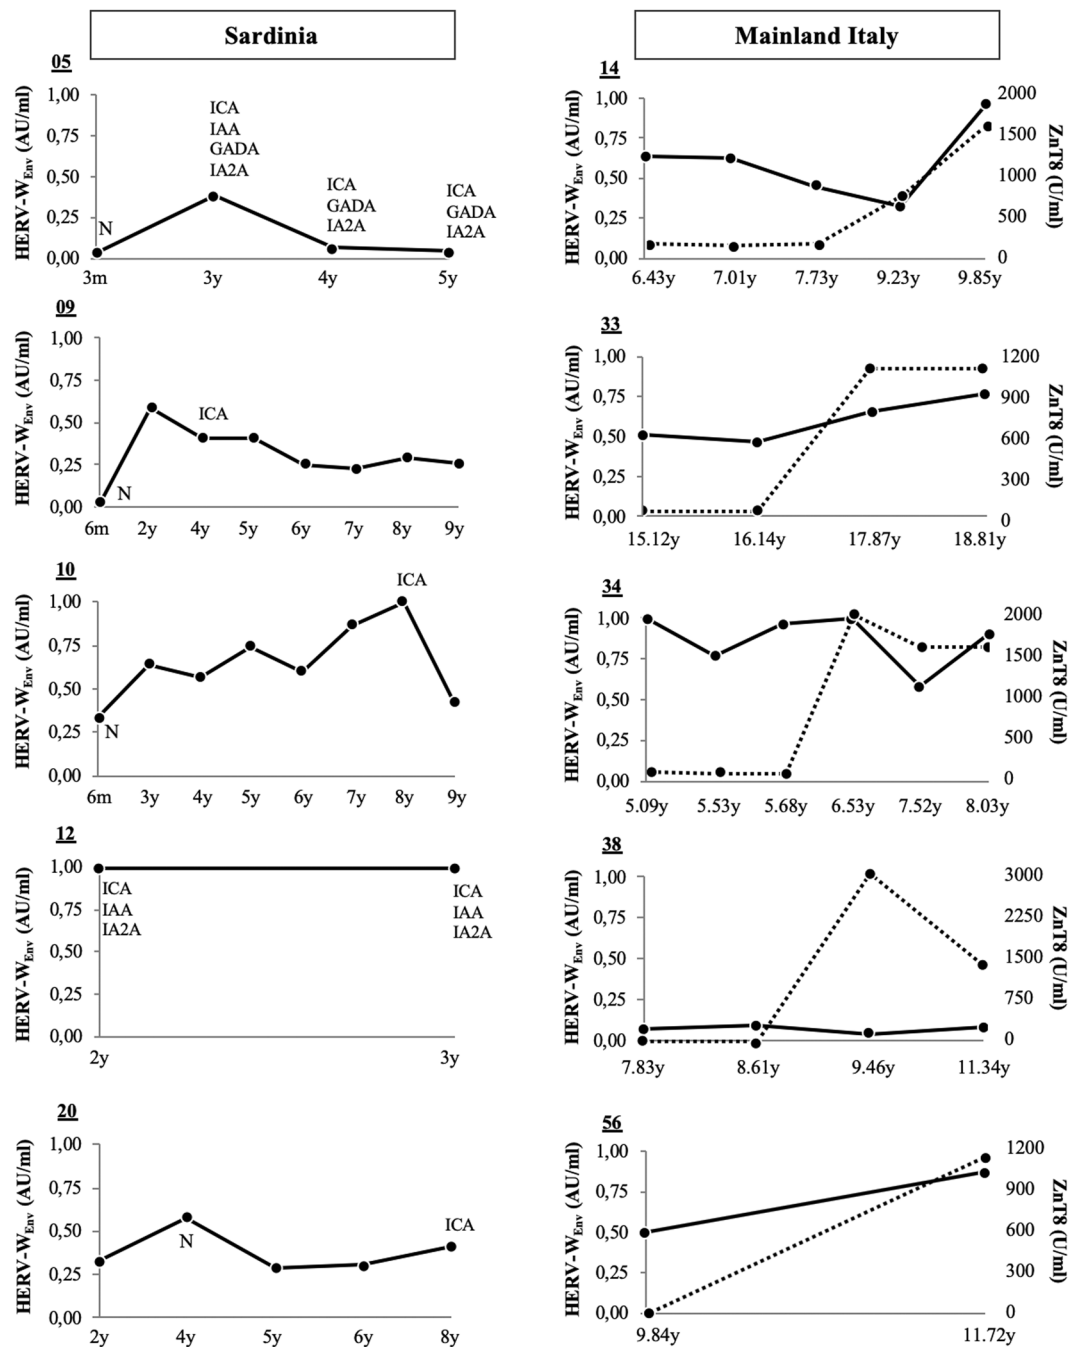 Sardinia
05
HERV-W_Env (AU/ml)
1,00
0,75
0,50
0,25
0,00
N
ICA
IAA
GADA
IA2A
ICA
GADA
IA2A
ICA
GADA
IA2A
3m 3y 4y 5y
09
HERV-W_Env (AU/ml)
1,00
0,75
0,50
0,25
0,00
N
ICA
6m 2y 4y 5y 6y 7y 8y 9y
10
HERV-W_Env (AU/ml)
1,00
0,75
0,50
0,25
0,00
N
ICA
6m 3y 4y 5y 6y 7y 8y 9y
12
HERV-W_Env (AU/ml)
1,00
0,75
0,50
0,25
0,00
ICA
IAA
IA2A
ICA
IAA
IA2A
2y 3y
20
HERV-W_Env (AU/ml)
1,00
0,75
0,50
0,25
0,00
N
ICA
2y 4y 5y 6y 8y
Mainland Italy
14
HERV-W_Env (AU/ml)
1,00
0,75
0,50
0,25
0,00
2000
1500
1000
500
0
ZnT8 (U/ml)
6.43y 7.01y 7.73y 9.23y 9.85y
33
HERV-W_Env (AU/ml)
1,00
0,75
0,50
0,25
0,00
1200
900
600
300
0
ZnT8 (U/ml)
15.12y 16.14y 17.87y 18.81y
34
HERV-W_Env (AU/ml)
1,00
0,75
0,50
0,25
0,00
2000
1500
1000
500
0
ZnT8 (U/ml)
5.09y 5.53y 5.68y 6.53y 7.52y 8.03y
38
HERV-W_Env (AU/ml)
1,00
0,75
0,50
0,25
0,00
3000
2250
1500
750
0
ZnT8 (U/ml)
7.83y 8.61y 9.46y 11.34y
56
HERV-W_Env (AU/ml)
1,00
0,75
0,50
0,25
0,00
1200
900
600
300
0
ZnT8 (U/ml)
9.84y 11.72y